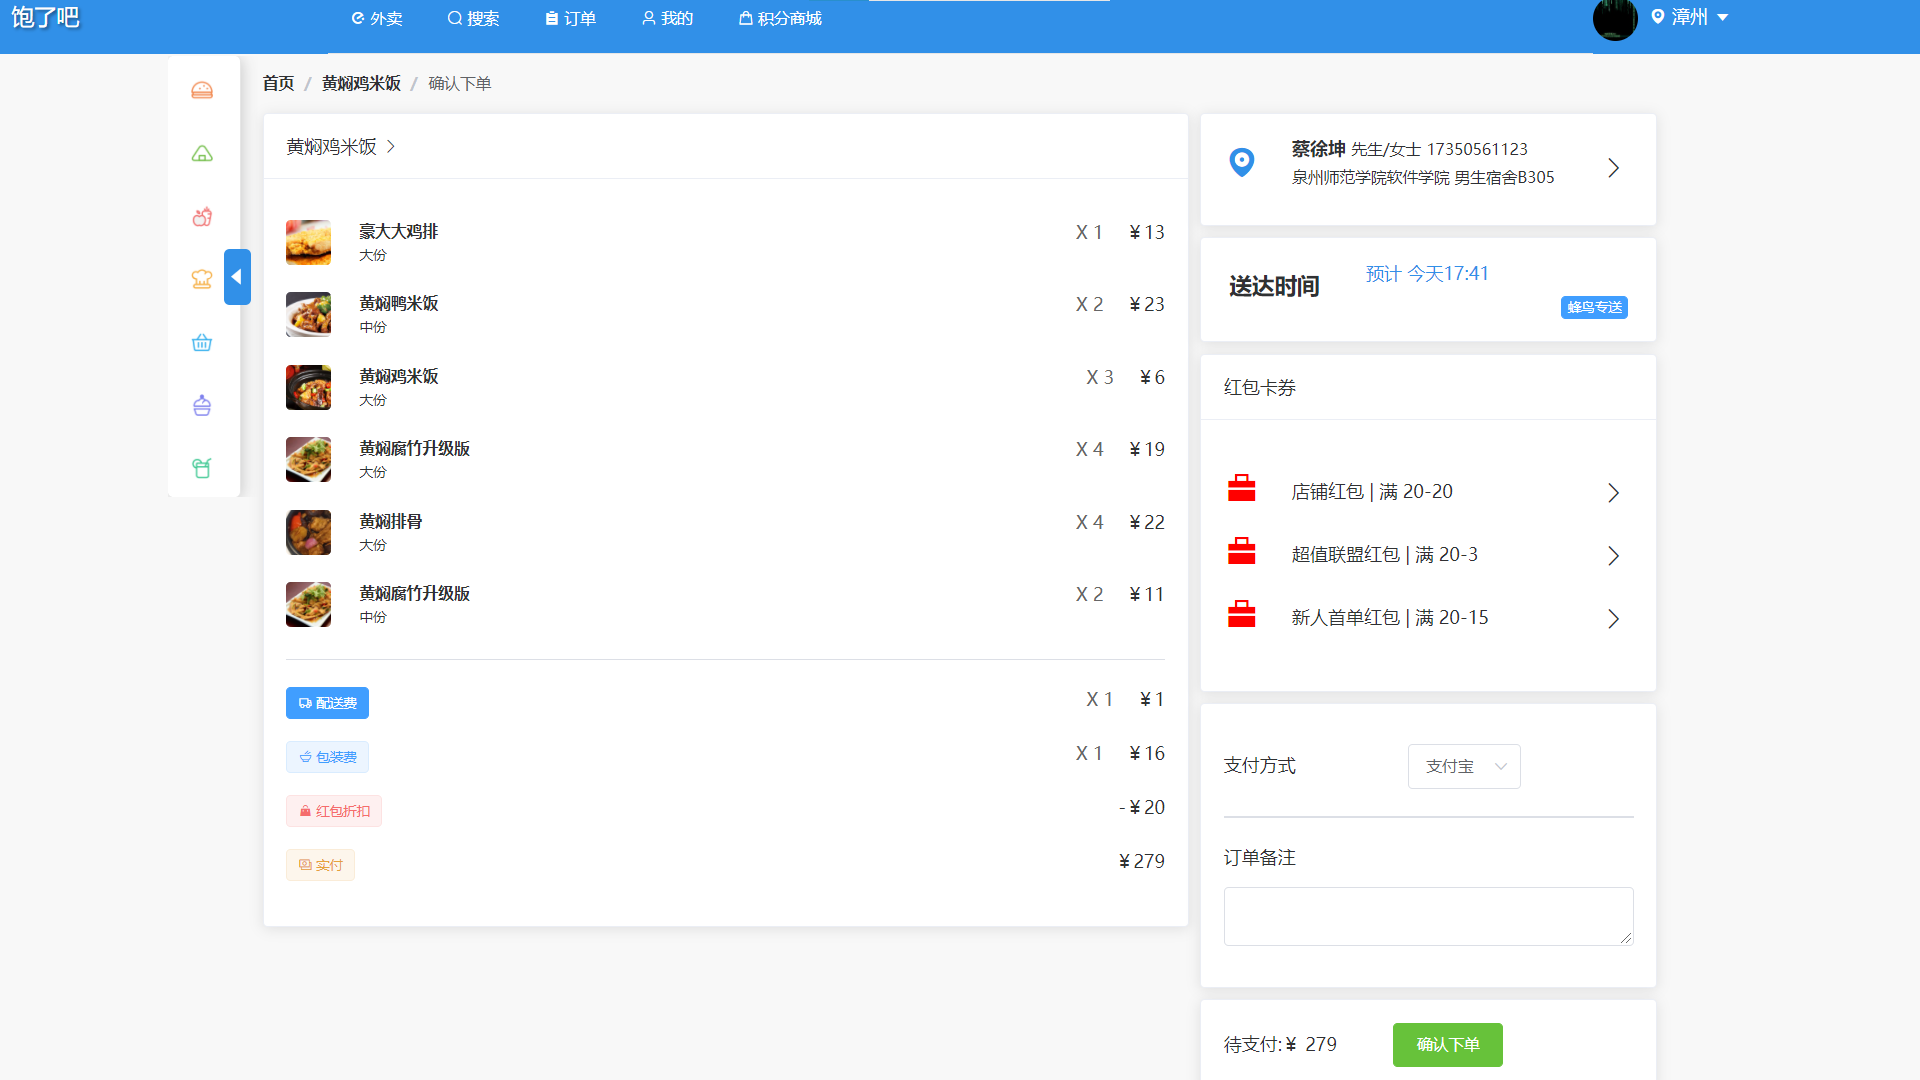 饱了吧
外卖 搜索 订单 我的 积分商城
漳州
首页 / 黄焖鸡米饭 / 确认下单
黄焖鸡米饭
豪大大鸡排 X 1 ¥ 13
大份
黄焖鸭米饭 X 2 ¥ 23
中份
黄焖鸡米饭 X 3 ¥ 6
大份
黄焖腐竹升级版 X 4 ¥ 19
大份
黄焖排骨 X 4 ¥ 22
大份
黄焖腐竹升级版 X 2 ¥ 11
中份
配送费 X 1 ¥ 1
包装费 X 1 ¥ 16
红包折扣 - ¥ 20
实付 ¥ 279
蔡徐坤 先生/女士 17350561123
泉州师范学院软件学院 男生宿舍B305
送达时间 预计 今天17:41
蜂鸟专送
红包卡券
店铺红包 | 满 20-20
超值联盟红包 | 满 20-3
新人首单红包 | 满 20-15
支付方式 支付宝
订单备注
待支付: ¥ 279 确认下单